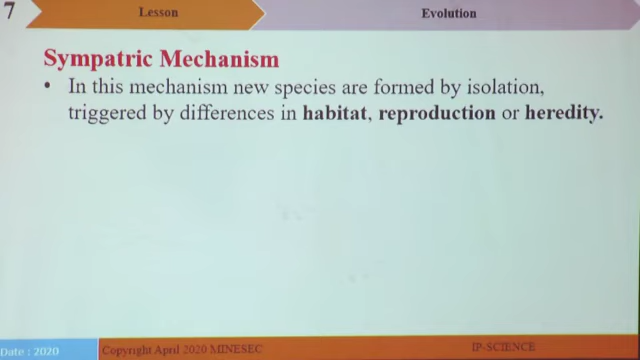 7
Lesson
Evolution
Sympatric Mechanism
• In this mechanism new species are formed by isolation,
triggered by differences in habitat, reproduction or heredity.
Date : 2020
Copyright April 2020 MINESEC
IP-SCIENCE